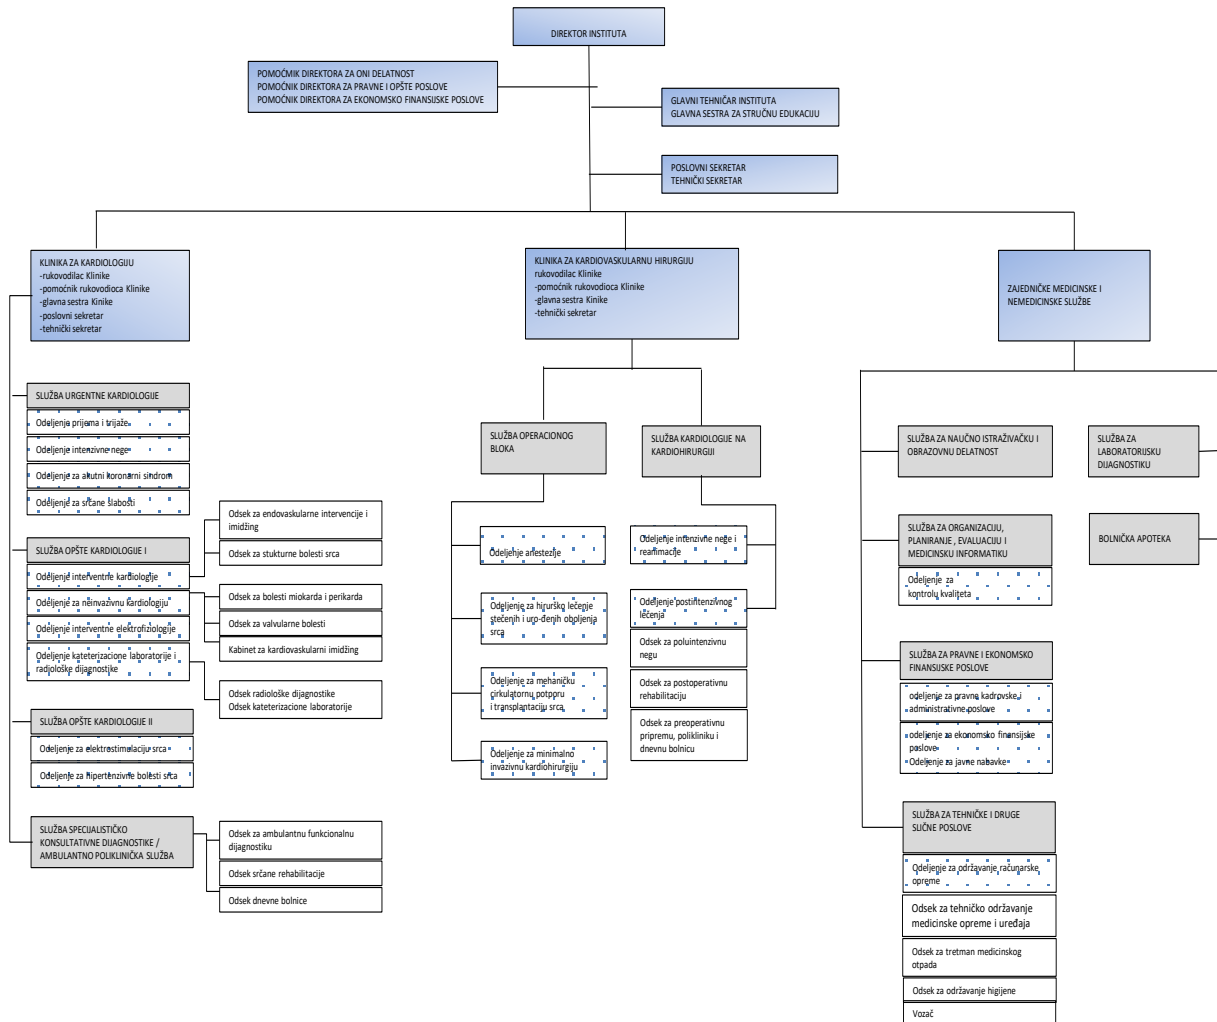 DIREKTOR INSTITUTA
POMOĆMIK DIREKTORA ZA ONI DELATNOST
POMOĆNIK DIREKTORA ZA PRAVNE I OPŠTE POSLOVE
POMOĆNIK DIREKTORA ZA EKONOMSKO FINANSIJSKE POSLOVE
GLAVNI TEHNIČAR INSTITUTA
GLAVNA SESTRA ZA STRUČNU EDUKACIJU
POSLOVNI SEKRETAR
TEHNIČKI SEKRETAR
KLINIKA ZA KARDIOLOGIJU
-rukovodilac Klinike
-pomoćnik rukovodioca Klinike
-glavna sestra Kinike
-poslovni sekretar
-tehnički sekretar
SLUŽBA URGENTNE KARDIOLOGIJE
Odeljenje prijema i trijaže
Odeljenje intenzivne nege
Odeljenje za akutni koronarni sindrom
Odeljenje za srčane slabosti
SLUŽBA OPŠTE KARDIOLOGIJE I
Odeljenje interventne kardiologije
Odeljenje za neinvazivnu kardiologiju
Odeljenje interventne elektrofiziologije
Odeljenje kateterizacione laboratorije i
radjološke dijagnostike
Odsek za endovaskularne intervencije i
imidžing
Odsek za stukturne bolesti srca
Odsek za bolesti miokarda i perikarda
Odsek za valvularne bolesti
Kabinet za kardiovaskularni imidžing
Odsek radiološke dijagnostike
Odsek kateterizacione laboratorije
SLUŽBA OPŠTE KARDIOLOGIJE II
Odeljenje za elektrostimulaciju srca
Odeljenje za hipertenzivne bolesti srca
SLUŽBA SPECIJALISTIČKO
KONSULTATIVNE DIJAGNOSTIKE /
AMBULANTNO POLIKLINIČKA SLUŽBA
Odsek za ambulantnu funkcionalnu
dijagnostiku
Odsek srčane rehabilitacije
Odsek dnevne bolnice
KLINIKA ZA KARDIOVASKULARNU HIRURGIJU
rukovodilac Klinike
-pomoćnik rukovodioca Klinike
-glavna sestra Kinike
-tehnički sekretar
SLUŽBA OPERACIONOG
BLOKA
Odeljenje anestezije
Odeljenje za hirurško lečenje
stečenih i uro-đenih oboljenja
srca
Odeljenje za mehaničku
cirkulatornu potporu
i transplantaciju srca
Odeljenje za minimalno
invazivnu kardiohirurgiju
SLUŽBA KARDIOLOGIJE NA
KARDIOHIRURGIJI
Odeljenje intenzivne nege i
reanimacije
Odeljenje postintenzivnog
lečenja
Odsek za poluintenzivnu
negu
Odsek za postoperativnu
rehabilitaciju
Odsek za preoperativnu
pripremu, polikliniku i
dnevnu bolnicu
ZAJEDNIČKE MEDICINSKE I
NEMEDICINSKE SLUŽBE
SLUŽBA ZA NAUČNO ISTRAŽIVAČKU I
OBRAZOVNU DELATNOST
SLUŽBA ZA ORGANIZACIJU,
PLANIRANJE , EVALUACIJU I
MEDICINSKU INFORMATIKU
Odeljenje za
kontrolu kvaliteta
SLUŽBA ZA PRAVNE I EKONOMSKO
FINANSIJSKE POSLOVE
odeljenje za pravne kadrovske i
administrativne poslove
odeljenje za ekonomsko finansijske
poslove
Odeljenje za javne nabavke
SLUŽBA ZA TEHNIČKE I DRUGE
SLIČNE POSLOVE
Odeljenje za održavanje računarske
opreme
Odsek za tehničko održavanje
medicinske opreme i uređaja
Odsek za tretman medicinskog
otpada
Odsek za održavanje higijene
Vozač
SLUŽBA ZA
LABORATORIJSKU
DIJAGNOSTIKU
BOLNIČKA APOTEKA